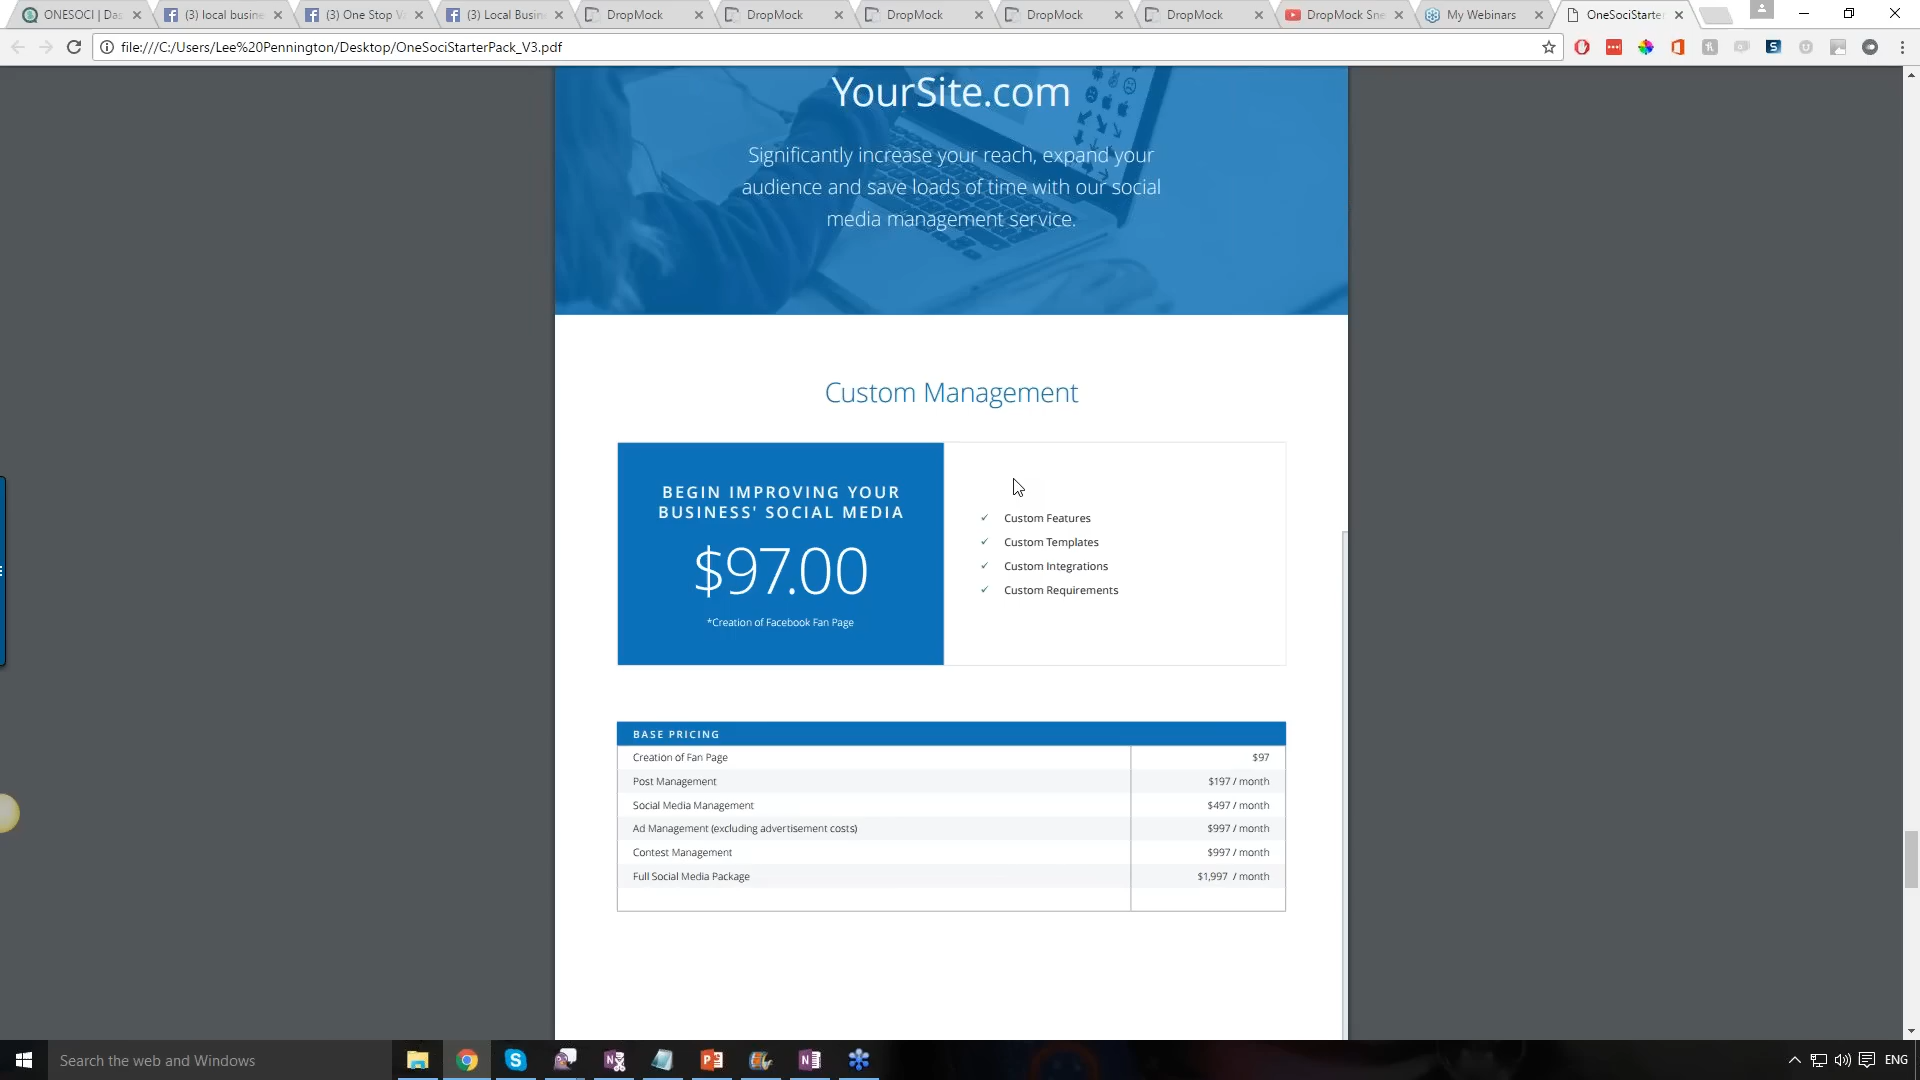 ONESOCI | Das
(3) local busine
(3) One Stop V
(3) Local Busin
DropMock
DropMock
DropMock
DropMock
DropMock
DropMock Sne
My Webinars
OneSociStarter
file:///C:/Users/Lee%20Pennington/Desktop/OneSociStarterPack_V3.pdf
YourSite.com
Significantly increase your reach, expand your
audience and save loads of time with our social
media management service.
Custom Management
BEGIN IMPROVING YOUR
BUSINESS' SOCIAL MEDIA
$97.00
*Creation of Facebook Fan Page
✓ Custom Features
✓ Custom Templates
✓ Custom Integrations
✓ Custom Requirements
BASE PRICING
Creation of Fan Page $97
Post Management $197 / month
Social Media Management $497 / month
Ad Management (excluding advertisement costs) $997 / month
Contest Management $997 / month
Full Social Media Package $1,997 / month
Search the web and Windows
ENG